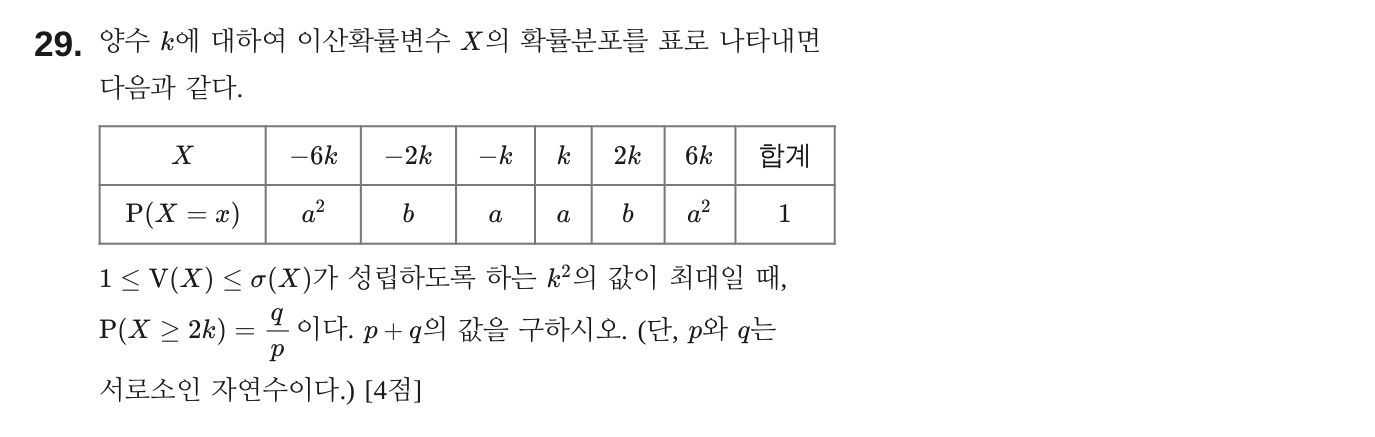 29. 양수 k에 대하여 이산확률변수 X의 확률분포를 표로 나타내면
다음과 같다.
X −6k −2k −k k 2k 6k 합계
P(X = x) a² b a a b a² 1
1 ≤ V(X) ≤ σ(X)가 성립하도록 하는 k²의 값이 최대일 때,
P(X ≥ 2k) = q/p 이다. p + q의 값을 구하시오. (단, p와 q는
서로소인 자연수이다.) [4점]